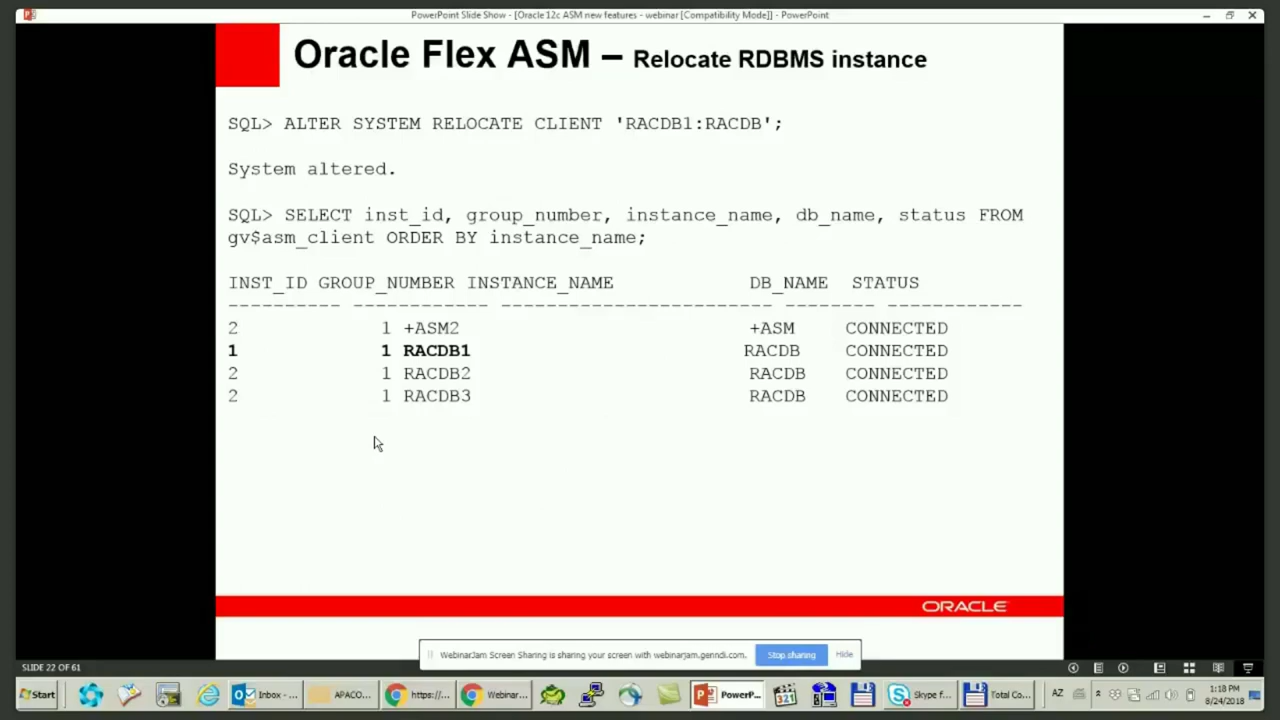 PowerPoint Slide Show - [Oracle 12c ASM new features - webinar [Compatibility Mode]] - PowerPoint
Oracle Flex ASM – Relocate RDBMS instance
SQL> ALTER SYSTEM RELOCATE CLIENT 'RACDB1:RACDB';
System altered.
SQL> SELECT inst_id, group_number, instance_name, db_name, status FROM
gv$asm_client ORDER BY instance_name;
INST_ID GROUP_NUMBER INSTANCE_NAME DB_NAME STATUS
---------- ------------ ------------------------ -------- ------------
2 1 +ASM2 +ASM CONNECTED
1 1 RACDB1 RACDB CONNECTED
2 1 RACDB2 RACDB CONNECTED
2 1 RACDB3 RACDB CONNECTED
ORACLE
WebinarJam Screen Sharing is sharing your screen with webinarjam.genndi.com. Stop sharing Hide
SLIDE 22 OF 61
Start Inbox - ... APACO... https://... Webinar... PowerP... 321 Skype f... Total Co... AZ 1:18 PM
8/24/2018